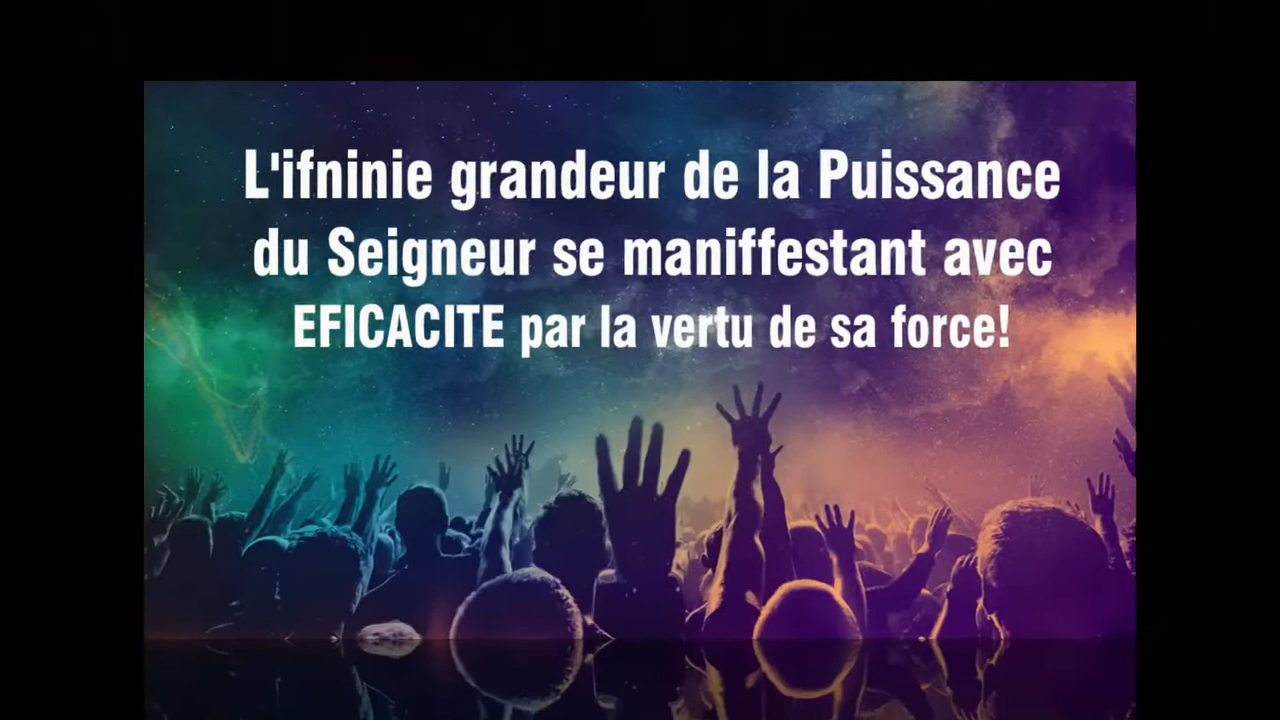 L'ifninie grandeur de la Puissance
du Seigneur se maniffestant avec
EFICACITE par la vertu de sa force!